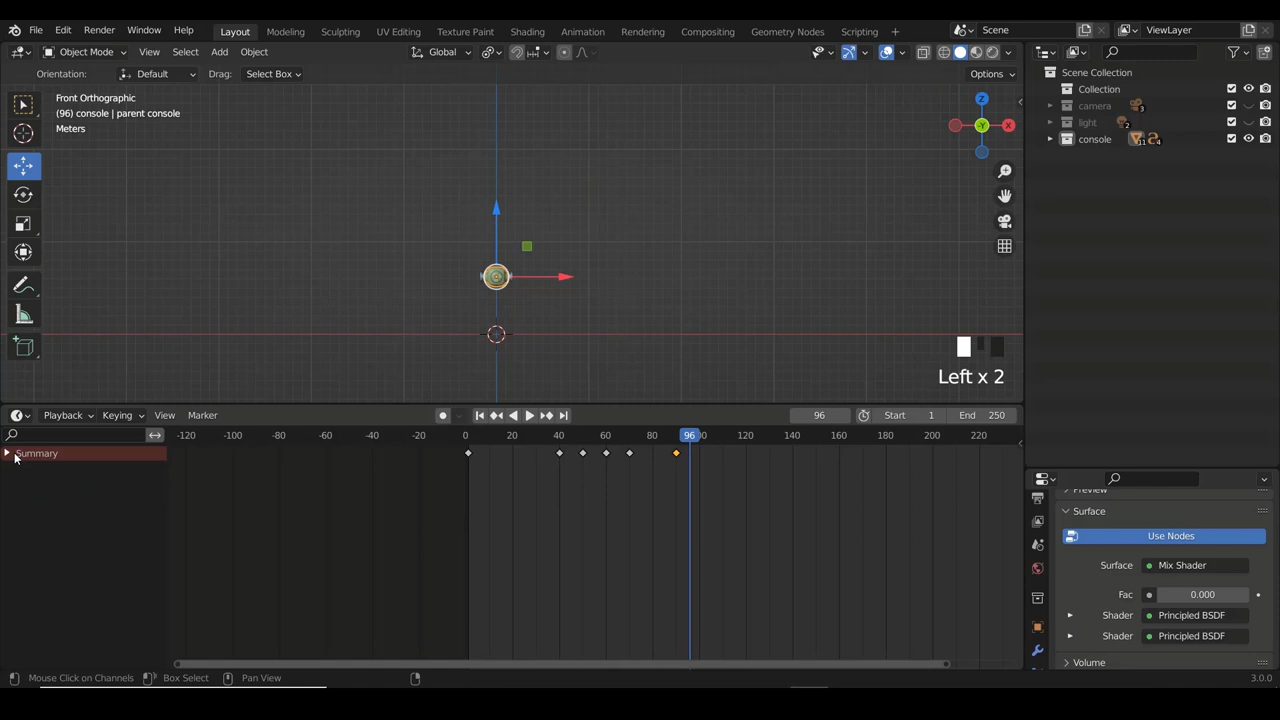 File Edit Render Window Help Layout Modeling Sculpting UV Editing Texture Paint Shading Animation Rendering Compositing Geometry Nodes Scripting + Scene ViewLayer
Object Mode View Select Add Object Global
Orientation: Default Drag: Select Box Options
Front Orthographic
(96) console | parent console
Meters
Z
Y
X
Scene Collection
Collection
camera 3
light 2
console 11 4
Left x 2
Playback Keying View Marker 96 Start 1 End 250
-120 -100 -80 -60 -40 -20 0 20 40 60 80 96 00 120 140 160 180 200 220
Summary
Preview
Surface
Use Nodes
Surface Mix Shader
Fac 0.000
Shader Principled BSDF
Shader Principled BSDF
Volume
Mouse Click on Channels Box Select Pan View 3.0.0